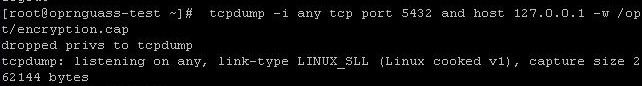 [root@oprnguass-test ~]#  tcpdump -i any tcp port 5432 and host 127.0.0.1 -w /op
t/encryption.cap
dropped privs to tcpdump
tcpdump: listening on any, link-type LINUX_SLL (Linux cooked v1), capture size 2
62144 bytes